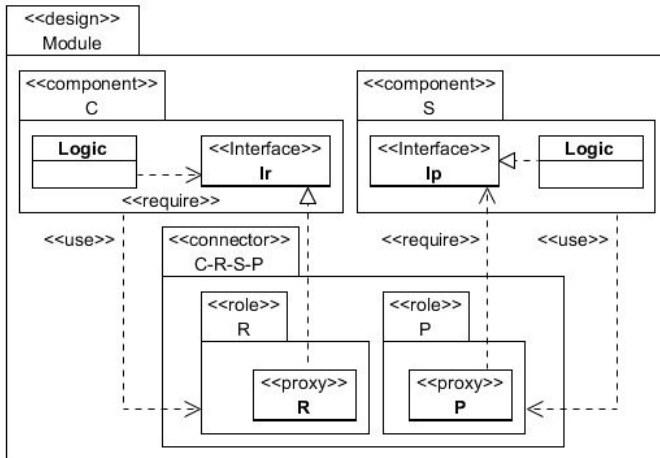 <<design>>
Module
<<component>>
C
<<component>>
S
Logic
<<Interface>>
Ir
<<Interface>>
Ip
Logic
<<require>>
<<use>>
<<connector>>
C-R-S-P
<<require>>
<<use>>
<<role>>
R
<<role>>
P
<<proxy>>
R
<<proxy>>
P